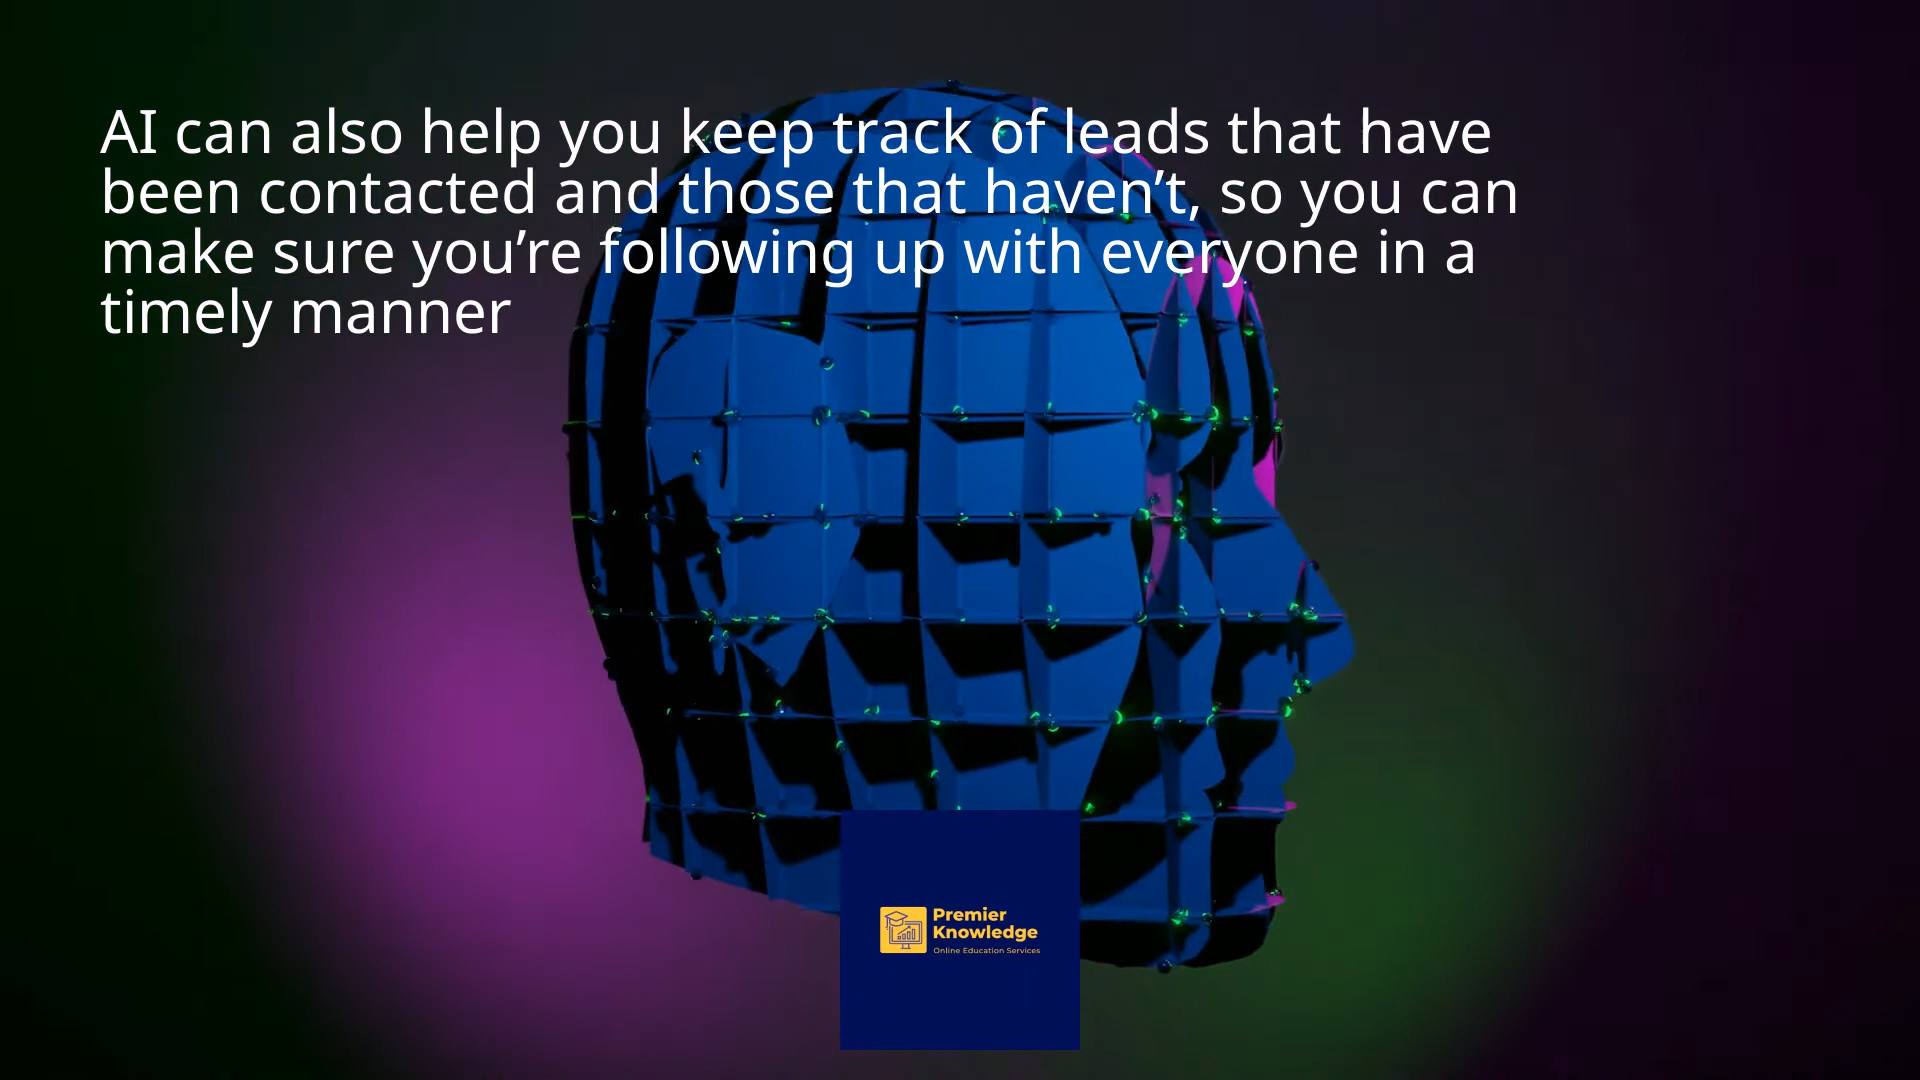 AI can also help you keep track of leads that have
been contacted and those that haven’t, so you can
make sure you’re following up with everyone in a
timely manner
Premier
Knowledge
Online Education Services